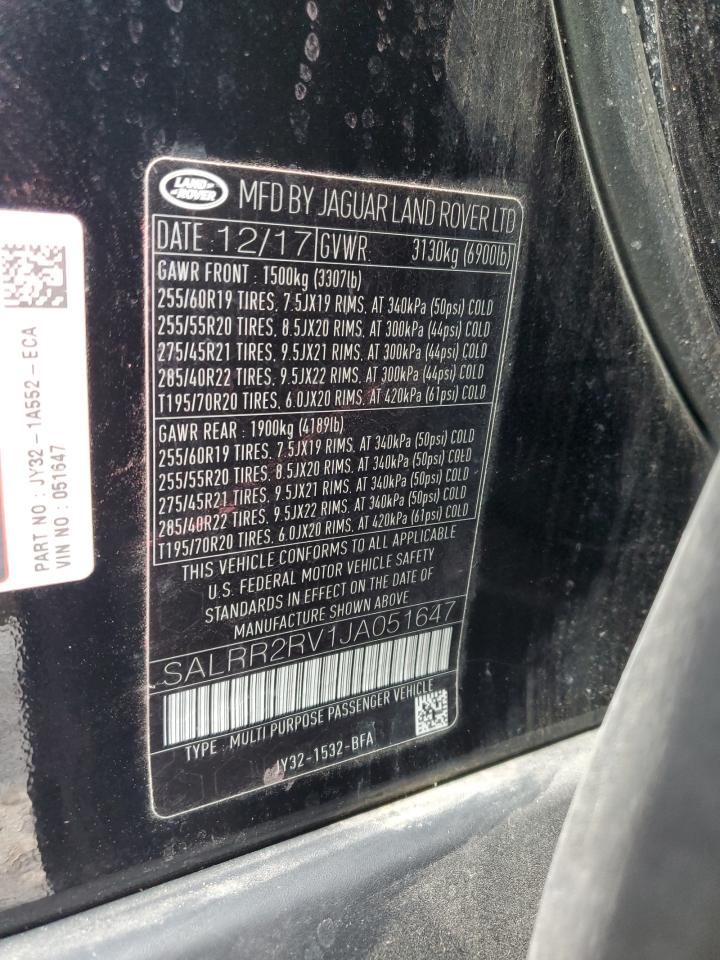 LAND ROVER
MFD BY JAGUAR LAND ROVER LTD
DATE : 12/17 GVWR. 3130kg (6900lb)
GAWR FRONT : 1500kg (3307lb)
255/60R19 TIRES, 7.5JX19 RIMS, AT 340kPa (50psi) COLD
255/55R20 TIRES, 8.5JX20 RIMS, AT 300kPa (44psi) COLD
275/45R21 TIRES, 9.5JX21 RIMS, AT 300kPa (44psi) COLD
285/40R22 TIRES, 9.5JX22 RIMS, AT 300kPa (44psi) COLD
T195/70R20 TIRES, 6.0JX20 RIMS, AT 420kPa (61psi) COLD
GAWR REAR : 1900kg (4189lb)
255/60R19 TIRES, 7.5JX19 RIMS, AT 340kPa (50psi) COLD
255/55R20 TIRES, 8.5JX20 RIMS, AT 340kPa (50psi) COLD
275/45R21 TIRES, 9.5JX21 RIMS, AT 340kPa (50psi) COLD
285/40R22 TIRES, 9.5JX22 RIMS, AT 340kPa (50psi) COLD
T195/70R20 TIRES, 6.0JX20 RIMS, AT 420kPa (61psi) COLD
THIS VEHICLE CONFORMS TO ALL APPLICABLE
U.S. FEDERAL MOTOR VEHICLE SAFETY
STANDARDS IN EFFECT ON THE DATE OF
MANUFACTURE SHOWN ABOVE
SALRR2RV1JA051647
TYPE : MULTI PURPOSE PASSENGER VEHICLE
JY32-1532-BFA
PART NO : JY32 - 1A552 - ECA
VIN NO : 051647